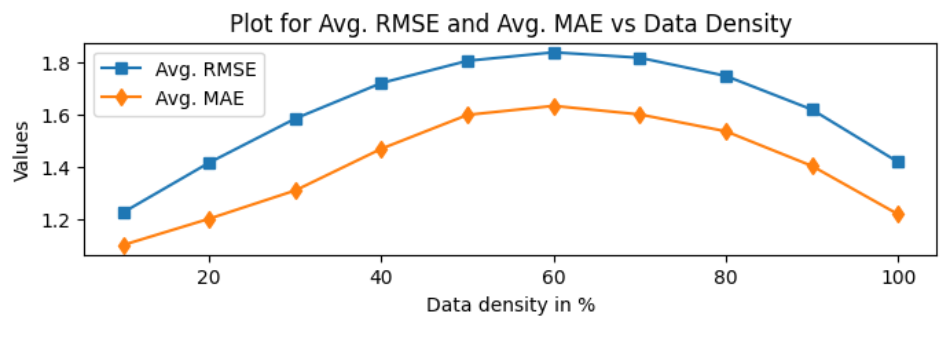 Plot for Avg. RMSE and Avg. MAE vs Data Density
Avg. RMSE
Avg. MAE
Values
1.8
1.6
1.4
1.2
20 40 60 80 100
Data density in %